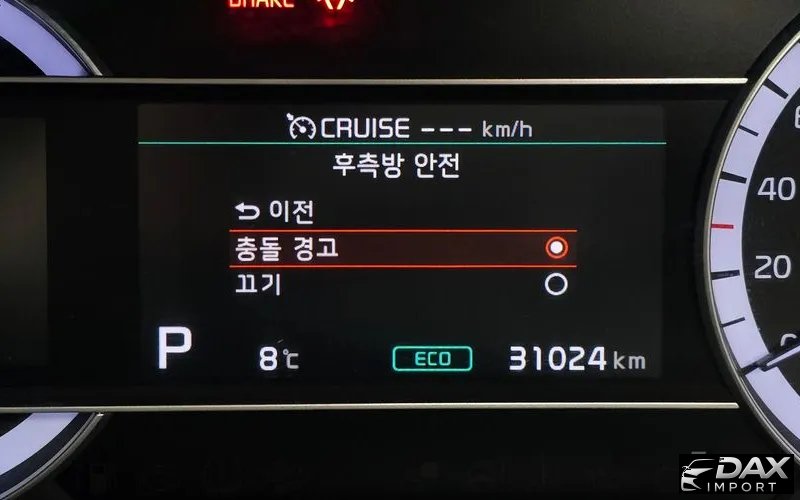 BRAKE
CRUISE --- km/h
후측방 안전
이전
충돌 경고
끄기
P 8℃ ECO 31024 km
40
20
DAX
IMPORT